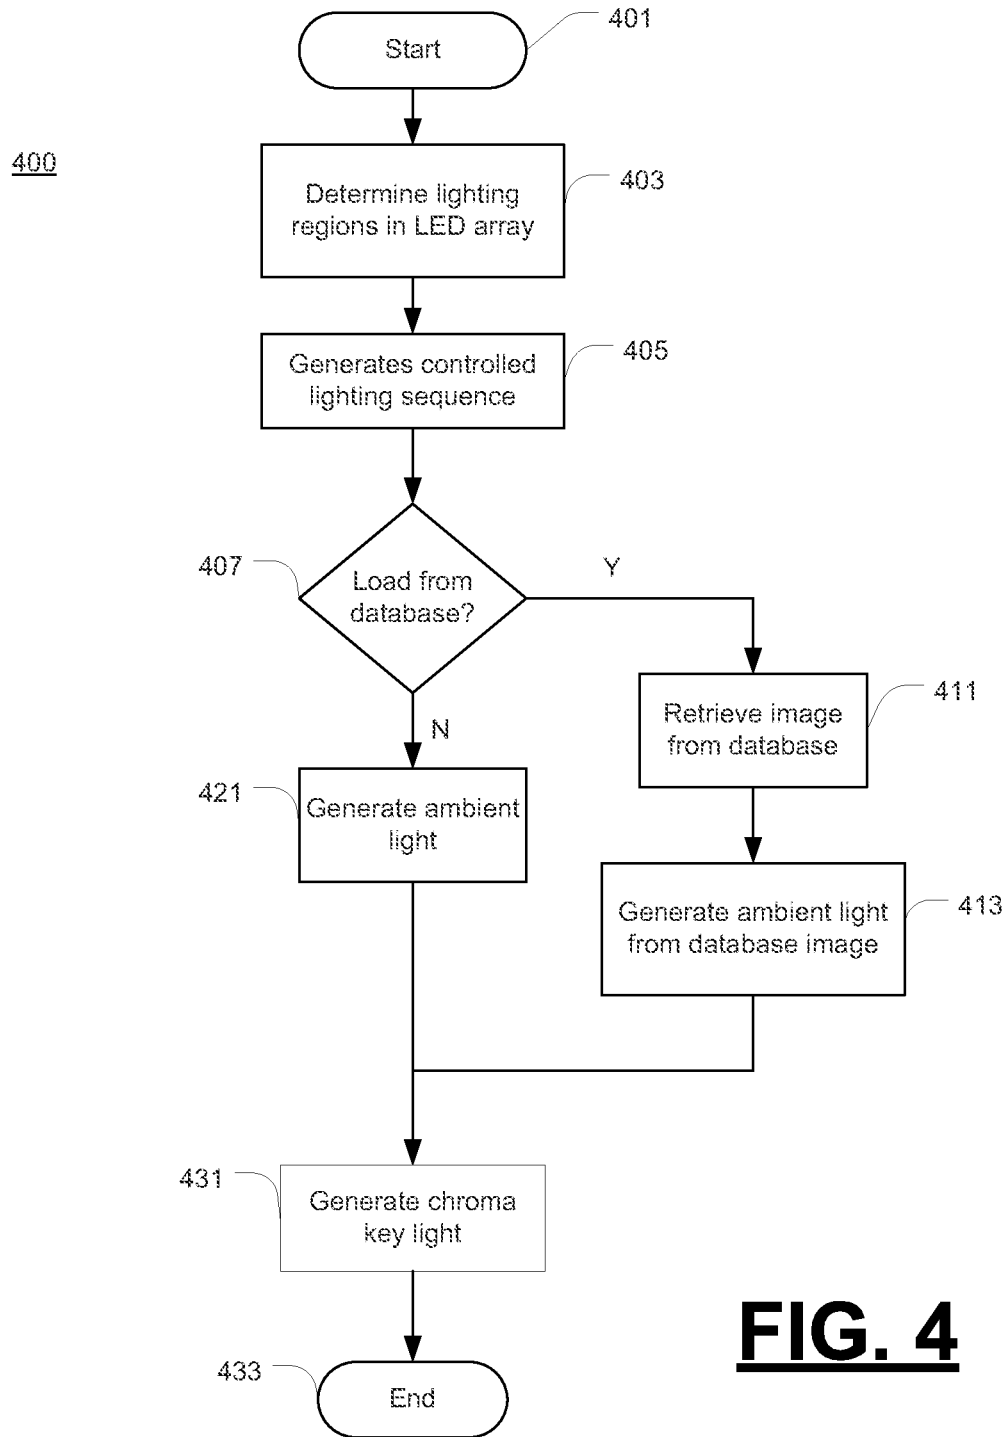 Start
401
400
Determine lighting
regions in LED array
403
Generates controlled
lighting sequence
405
407
Load from
database?
Y
N
Retrieve image
from database
411
421
Generate ambient
light
Generate ambient light
from database image
413
431
Generate chroma
key light
433
End
FIG. 4